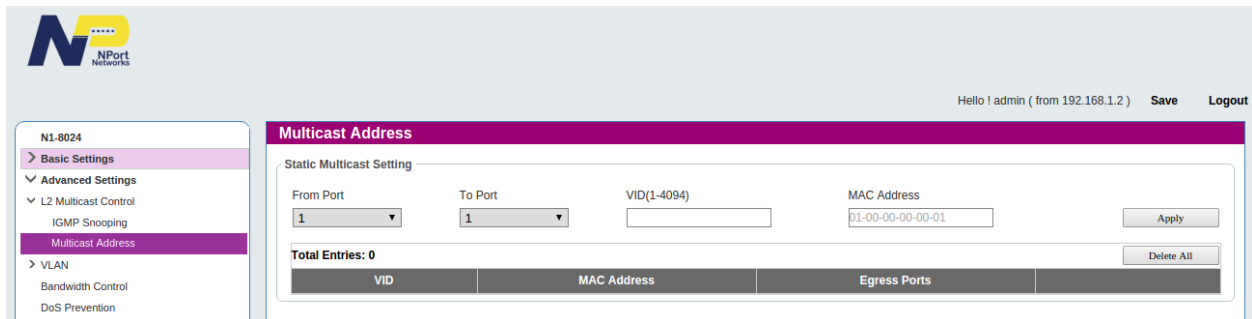 NP
NPort
Networks
Hello ! admin ( from 192.168.1.2 ) Save Logout
N1-8024
Basic Settings
Advanced Settings
L2 Multicast Control
IGMP Snooping
Multicast Address
VLAN
Bandwidth Control
DoS Prevention
Multicast Address
Static Multicast Setting
From Port To Port VID(1-4094) MAC Address
1 1 01-00-00-00-00-01 Apply
Total Entries: 0 Delete All
VID MAC Address Egress Ports